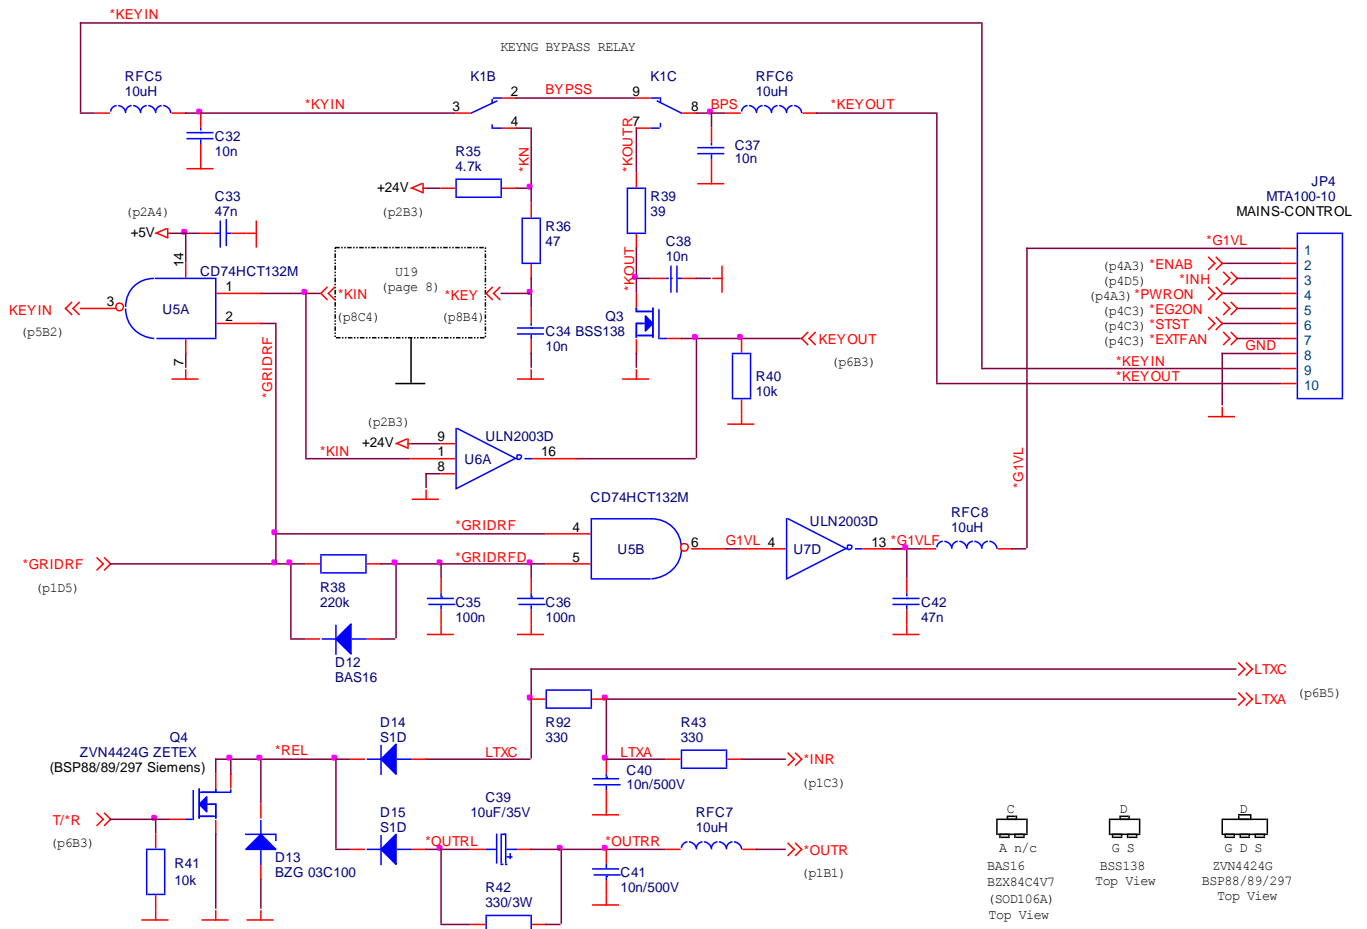 *KEYIN
KEYNG BYPASS RELAY
RFC5
10uH
K1B
K1C
RFC6
10uH
*KYIN
3
2
BYPSS
9
8
BPS
*KEYOUT
4
7
C32
10n
R35
4.7k
*KN
*KOUTR
C37
10n
+24V
(p2B3)
R36
47
R39
39
C33
47n
(p2A4)
+5V
14
*KOUT
C38
10n
JP4
MTA100-10
MAINS-CONTROL
*G1VL
1
(p4A3)
*ENAB
2
(p4D5)
*INH
3
(p4A3)
*PWRON
4
(p4C3)
*EG2ON
5
(p4C3)
*STST
6
(p4C3)
*EXTFAN
7
GND
8
*KEYIN
9
*KEYOUT
10
CD74HCT132M
U19
(page 8)
1
*KIN
*KEY
(p8C4)
(p8B4)
KEYIN
3
U5A
2
(p5B2)
7
*GRIDRF
C34
10n
Q3
BSS138
KEYOUT
(p6B3)
R40
10k
(p2B3)
+24V
9
ULN2003D
*KIN
1
U6A
16
8
*G1VL
CD74HCT132M
*GRIDRF
4
U5B
6
G1VL
4
ULN2003D
U7D
13
*G1VLF
RFC8
10uH
*GRIDRF
(p1D5)
*GRIDRFD
5
R38
220k
C35
100n
C36
100n
C42
47n
D12
BAS16
LTXC
LTXA
(p6B5)
R92
330
Q4
ZVN4424G ZETEX
(BSP88/89/297 Siemens)
*REL
D14
S1D
LTXC
LTXA
R43
330
*INR
(p1C3)
C40
10n/500V
T/*R
(p6B3)
R41
10k
D13
BZG 03C100
D15
S1D
*OUTRL
C39
10uF/35V
*OUTRR
RFC7
10uH
*OUTR
(p1B1)
C41
10n/500V
R42
330/3W
C
A n/c
BAS16
BZX84C4V7
(SOD106A)
Top View
D
G S
BSS138
Top View
D
G D S
ZVN4424G
BSP88/89/297
Top View